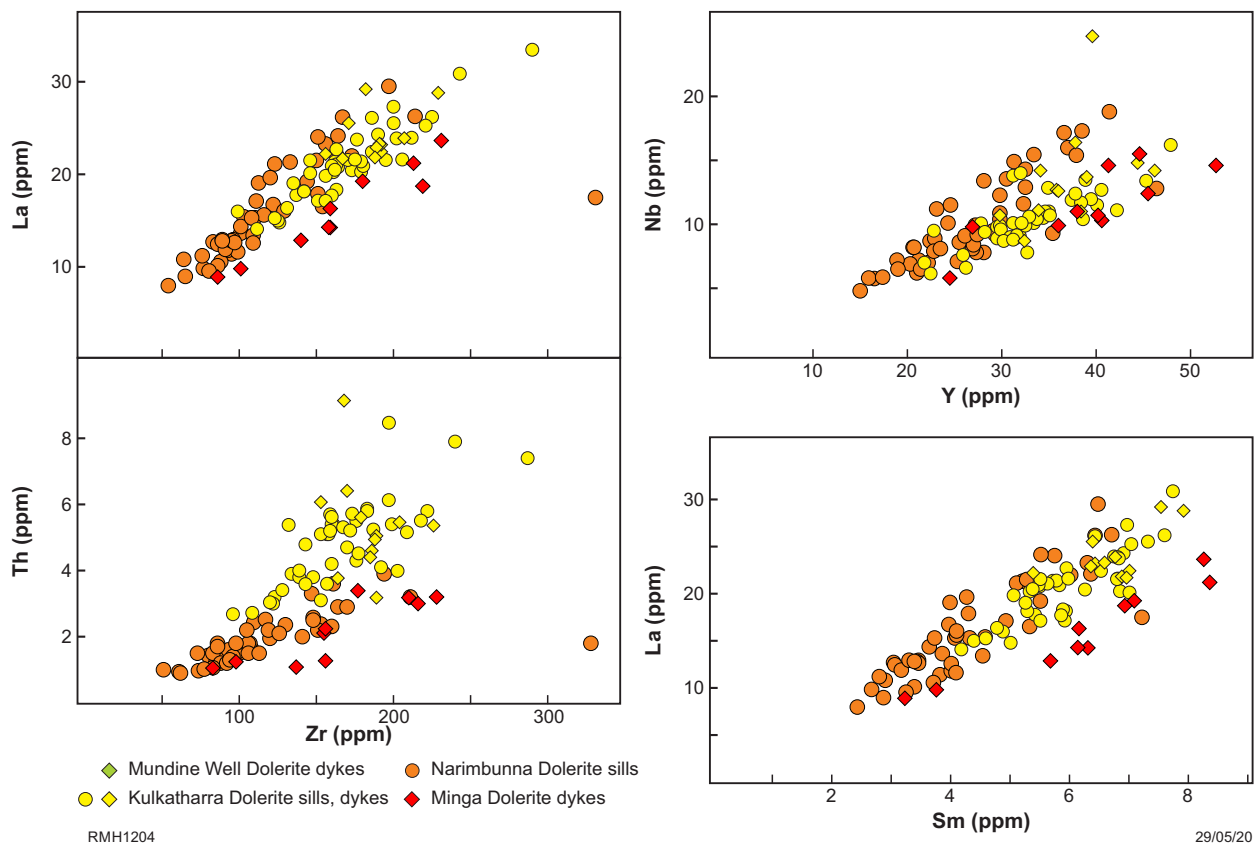 30
20
10
La (ppm)
20
10
Nb (ppm)
10 20 30 40 50
Y (ppm)
8
6
4
2
Th (ppm)
100 200 300
Zr (ppm)
30
20
10
La (ppm)
2 4 6 8
Sm (ppm)
Mundine Well Dolerite dykes
Narimbunna Dolerite sills
Kulkatharra Dolerite sills, dykes
Minga Dolerite dykes
RMH1204
29/05/20